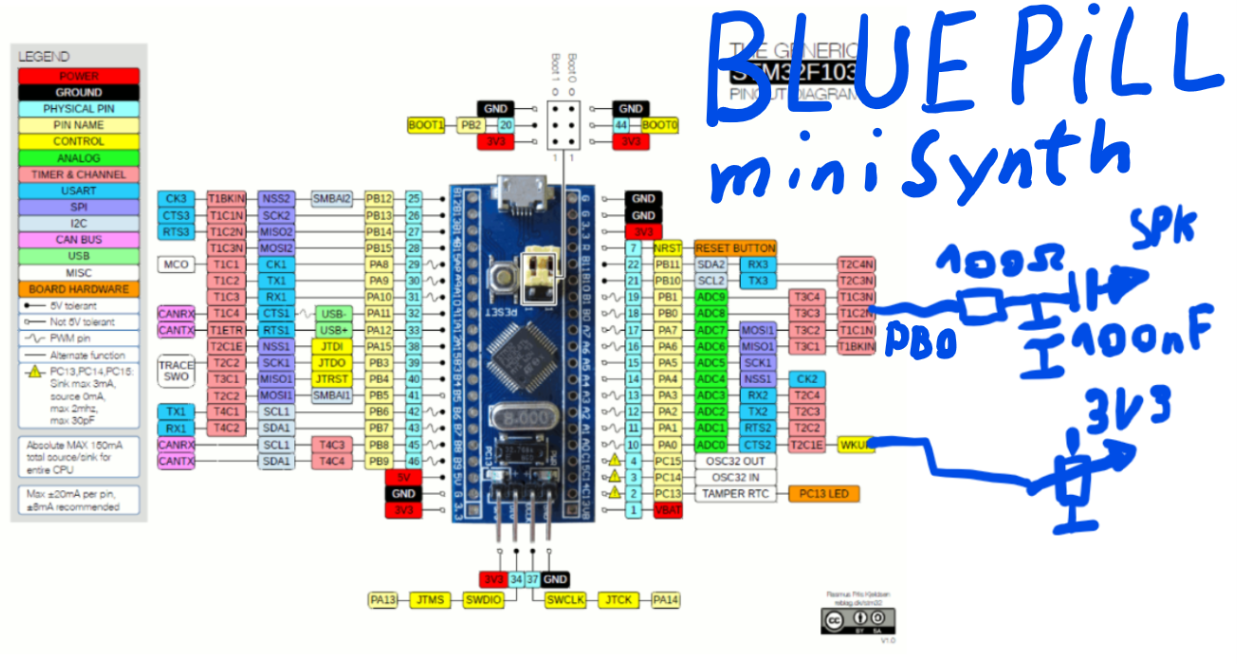 BLUE PiLL
mini Synth
THE GENERIC
STM32F103
PINOUT DIAGRAM
LEGEND
POWER
GROUND
PHYSICAL PIN
PIN NAME
CONTROL
ANALOG
TIMER & CHANNEL
USART
SPI
I2C
CAN BUS
USB
MISC
BOARD HARDWARE
5V tolerant
Not 5V tolerant
PWM pin
Alternate function
PC13,PC14,PC15:
Sink max 3mA,
source 0mA,
max 2mhz,
max 30pF
Absolute MAX 150mA
total source/sink for
entire CPU
Max ±20mA per pin,
±8mA recommended
Boot 1 Boot 0
0 0
GND GND
BOOT1 PB2 20 44 BOOT0
3V3 3V3
1 1
CK3 T1BKIN NSS2 SMBAI2 PB12 25
CTS3 T1C1N SCK2 PB13 26
RTS3 T1C2N MISO2 PB14 27
T1C3N MOSI2 PB15 28
MCO T1C1 CK1 PA8 29
T1C2 TX1 PA9 30
T1C3 RX1 PA10 31
CANRX T1C4 CTS1 USB- PA11 32
CANTX T1ETR RTS1 USB+ PA12 33
T2C1E NSS1 JTDI PA15 38
TRACE
SWO
T2C2 SCK1 JTDO PB3 39
T3C1 MISO1 JTRST PB4 40
T2C2 MOSI1 SMBAI1 PB5 41
TX1 T4C1 SCL1 PB6 42
RX1 T4C2 SDA1 PB7 43
CANRX SCL1 T4C3 PB8 45
CANTX SDA1 T4C4 PB9 46
5V
GND
3V3
RESET
8.000
PC13
GND
GND
3V3
7 NRST RESET BUTTON
22 PB11 SDA2 RX3 T2C4N
21 PB10 SCL2 TX3 T2C3N
19 PB1 ADC9 T3C4 T1C3N
18 PB0 ADC8 T3C3 T1C2N
17 PA7 ADC7 MOSI1 T3C2 T1C1N
16 PA6 ADC6 MISO1 T3C1 T1BKIN
15 PA5 ADC5 SCK1
14 PA4 ADC4 NSS1 CK2
13 PA3 ADC3 RX2 T2C4
12 PA2 ADC2 TX2 T2C3
11 PA1 ADC1 RTS2 T2C2
10 PA0 ADC0 CTS2 T2C1E WKUP
4 PC15 OSC32 OUT
3 PC14 OSC32 IN
2 PC13 TAMPER RTC PC13 LED
1 VBAT
SPK
100Ω
PB0
100nF
3V3
3V3 34 37 GND
PA13 JTMS SWDIO SWCLK JTCK PA14
CC
BY SA
V1.0